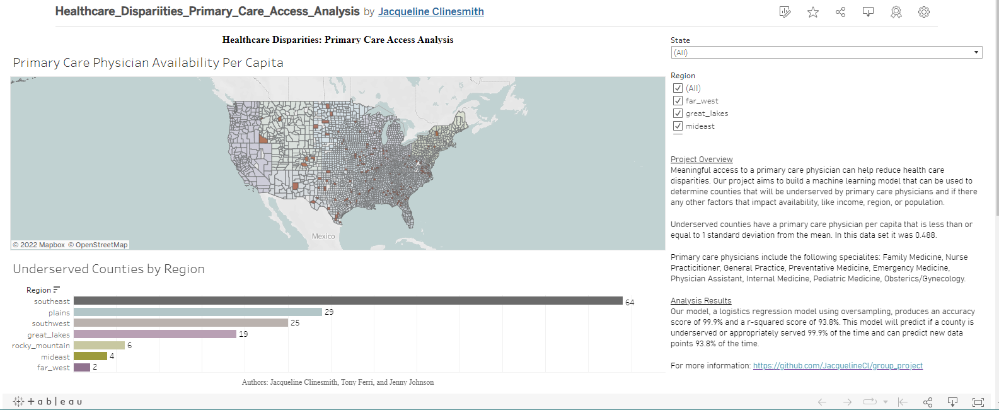 Healthcare_Dispariities_Primary_Care_Access_Analysis by Jacqueline Clinesmith
Healthcare Disparities: Primary Care Access Analysis
Primary Care Physician Availability Per Capita
Mexico
© 2022 Mapbox © OpenStreetMap
Underserved Counties by Region
Region
southeast 64
plains 29
southwest 25
great_lakes 19
rocky_mountain 6
mideast 4
far_west 2
Authors: Jacqueline Clinesmith, Tony Ferri, and Jenny Johnson
State
(All)
Region
(All)
far_west
great_lakes
mideast
Project Overview
Meaningful access to a primary care physician can help reduce health care
disparities. Our project aims to build a machine learning model that can be used to
determine counties that will be underserved by primary care physicians and if there
any other factors that impact availability, like income, region, or population.
Underserved counties have a primary care physician per capita that is less than or
equal to 1 standard deviation from the mean. In this data set it was 0.488.
Primary care physicians include the following specialites: Family Medicine, Nurse
Practicitioner, General Practice, Preventative Medicine, Emergency Medicine,
Physician Assistant, Internal Medicine, Pediatric Medicine, Obsterics/Gynecology.
Analysis Results
Our model, a logistics regression model using oversampling, produces an accuracy
score of 99.9% and a r-squared score of 93.8%. This model will predict if a county is
underserved or appropriately served 99.9% of the time and can predict new data
points 93.8% of the time.
For more information: https://github.com/JacquelineCl/group_project
+ a b l e a u